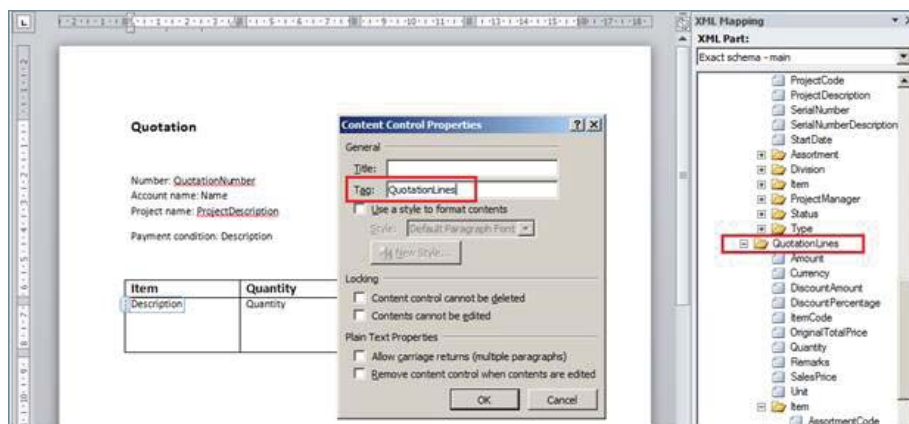 XML Mapping
XML Part:
Exact schema - main
ProjectCode
ProjectDescription
SerialNumber
SerialNumberDescription
StartDate
Assortment
Division
Item
ProjectManager
Status
Type
QuotationLines
Amount
Currency
DiscountAmount
DiscountPercentage
ItemCode
OriginalTotalPrice
Quantity
Remarks
SalesPrice
Unit
Item
AssortmentCode
Quotation
Number: QuotationNumber
Account name: Name
Project name: ProjectDescription
Payment condition: Description
Item Quantity
Description Quantity
Content Control Properties
General
Title:
Tag: QuotationLines
Use a style to format contents
Style: Default Paragraph Font
New Style...
Locking
Content control cannot be deleted
Contents cannot be edited
Plain Text Properties
Allow carriage returns (multiple paragraphs)
Remove content control when contents are edited
OK Cancel